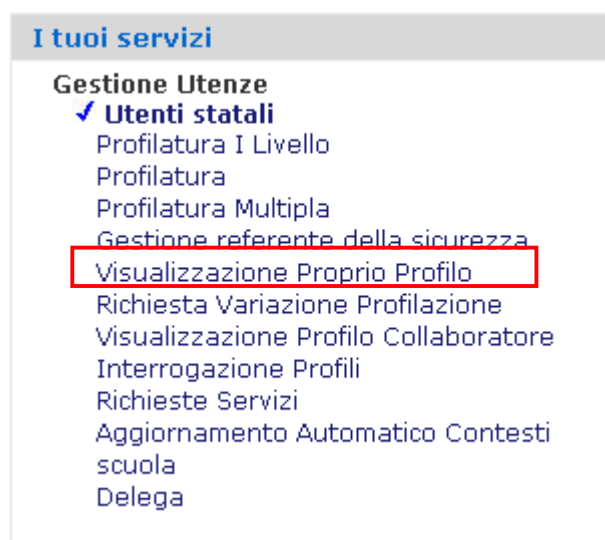 I tuoi servizi
Gestione Utenze
Utenti statali
Profilatura I Livello
Profilatura
Profilatura Multipla
Gestione referente della sicurezza
Visualizzazione Proprio Profilo
Richiesta Variazione Profilazione
Visualizzazione Profilo Collaboratore
Interrogazione Profili
Richieste Servizi
Aggiornamento Automatico Contesti
scuola
Delega